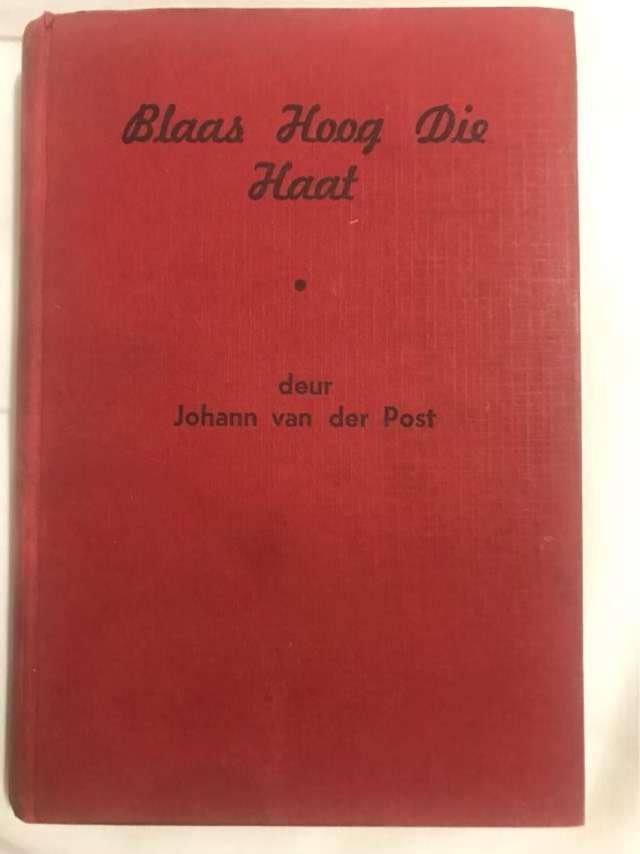 Blaas Hoog Die
Haat
•
deur
Johann van der Post